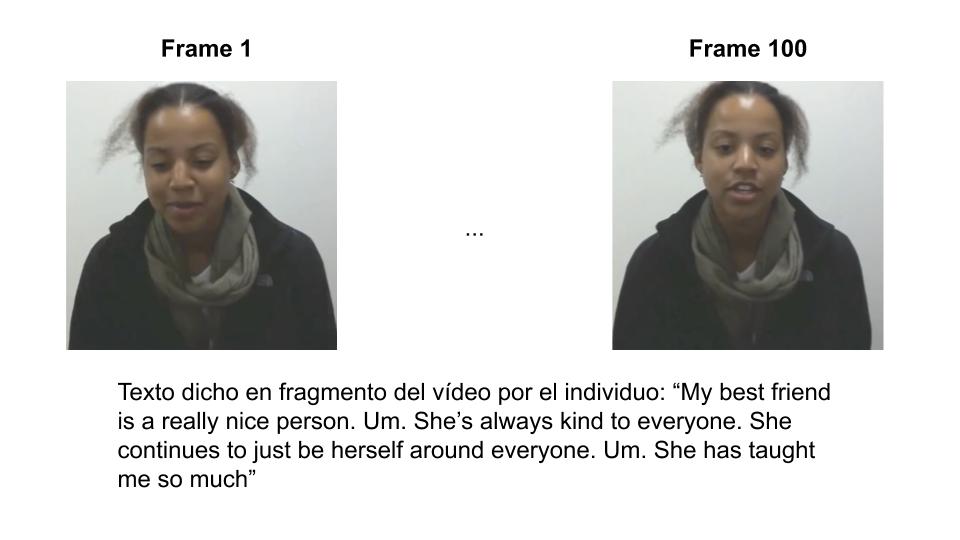 Frame 1
Frame 100
...
Texto dicho en fragmento del vídeo por el individuo: “My best friend
is a really nice person. Um. She’s always kind to everyone. She
continues to just be herself around everyone. Um. She has taught
me so much”